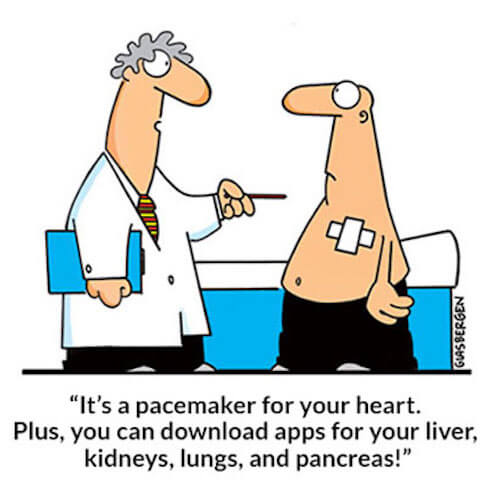 GLASBERGEN
“It’s a pacemaker for your heart.
Plus, you can download apps for your liver,
kidneys, lungs, and pancreas!”